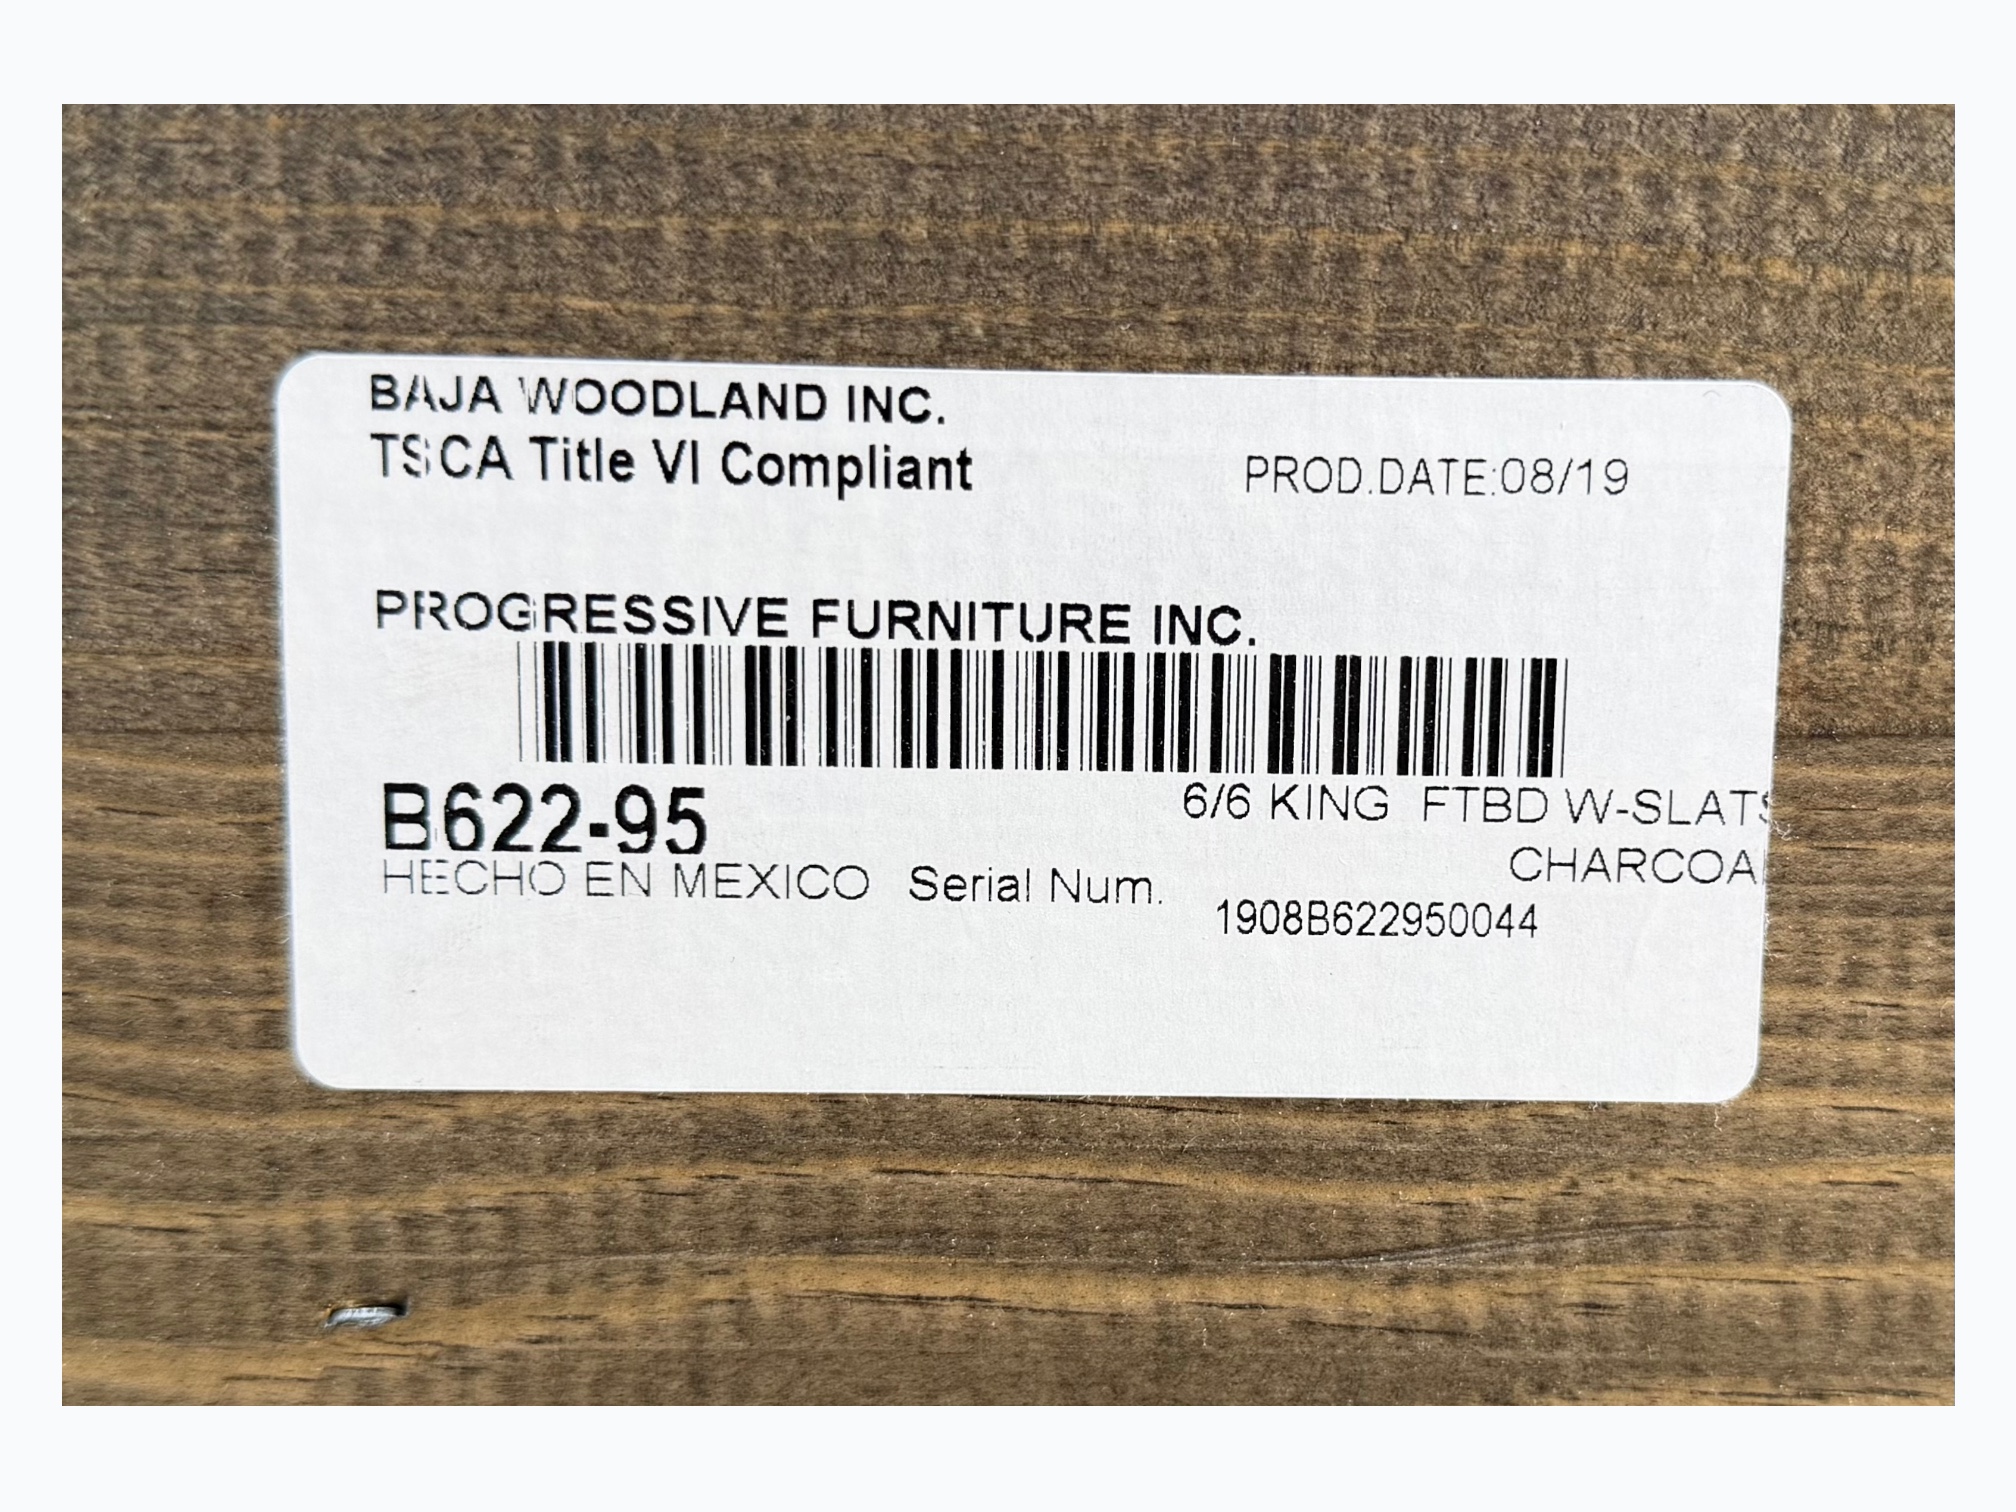 BAJA WOODLAND INC.
TSCA Title VI Compliant
PROD.DATE:08/19
PROGRESSIVE FURNITURE INC.
B622-95
6/6 KING FTBD W-SLATS
CHARCOAL
HECHO EN MEXICO Serial Num.
1908B622950044